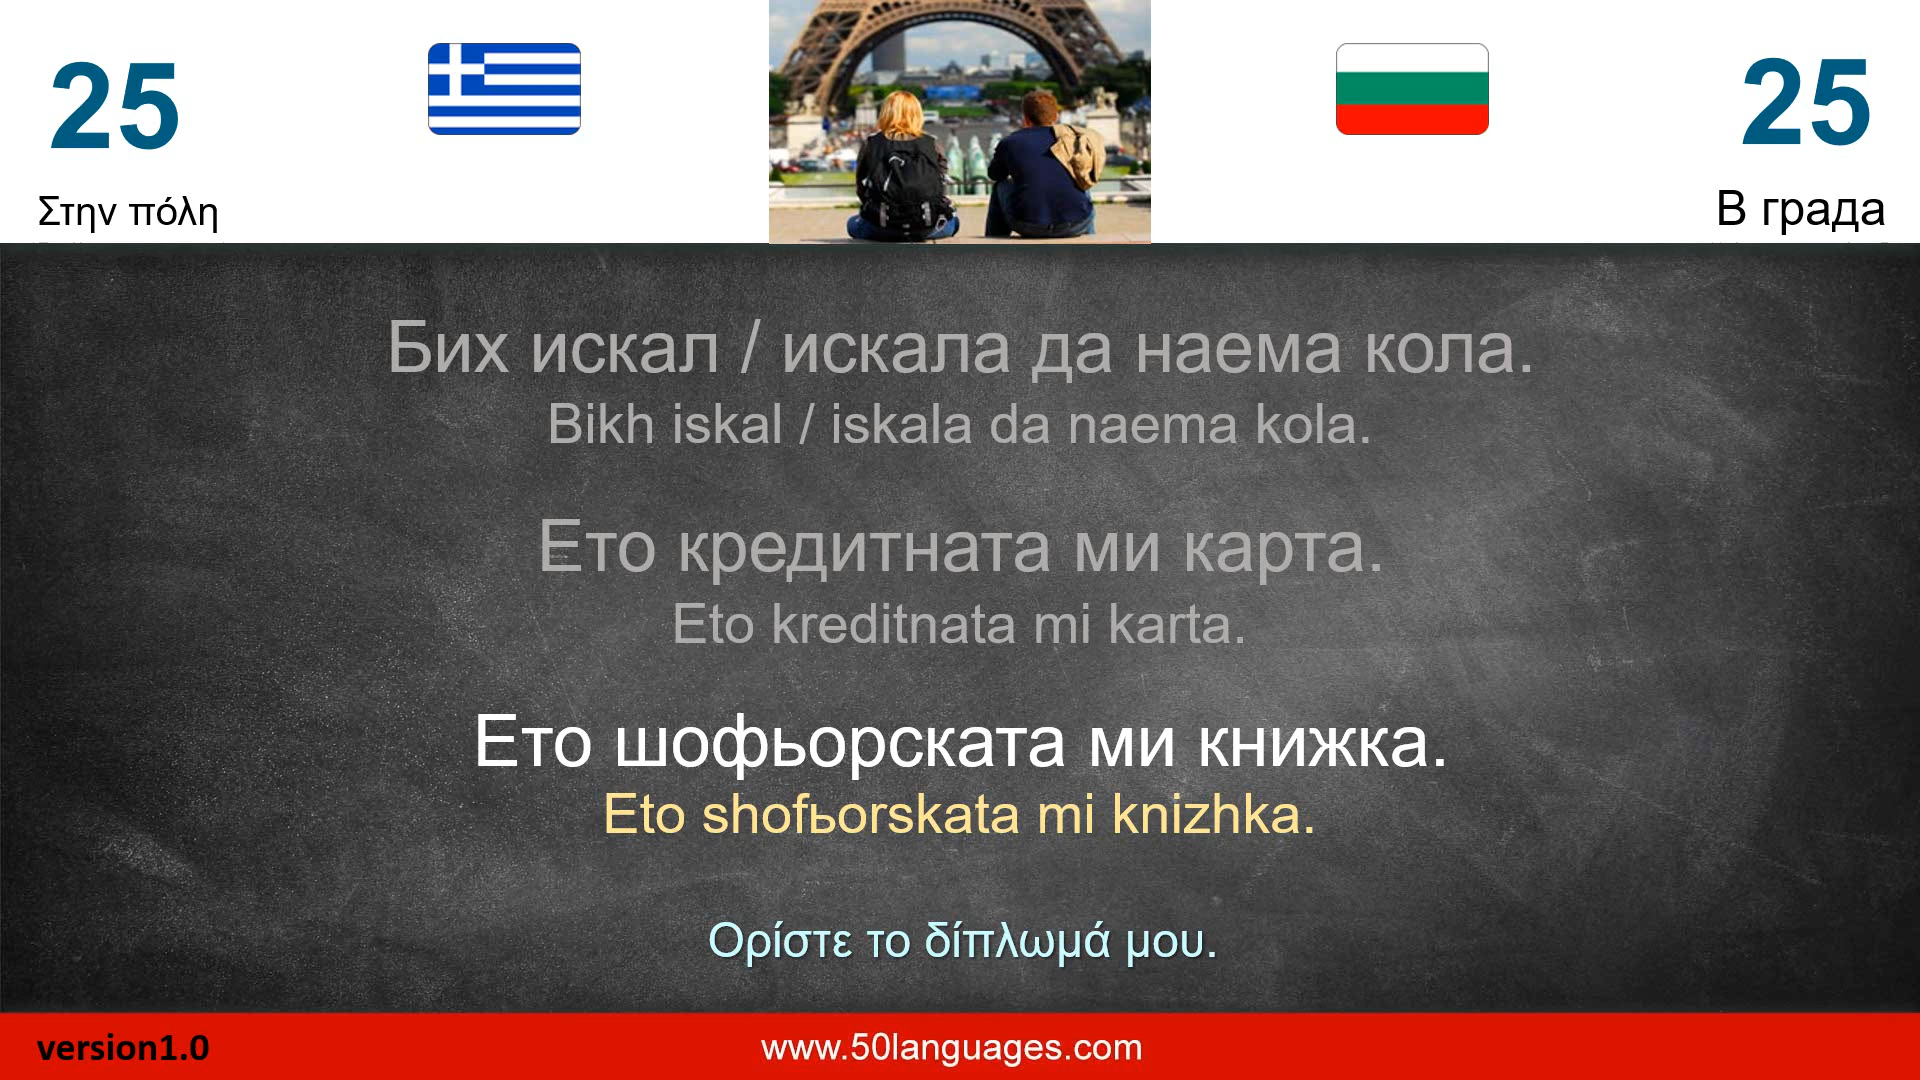 25
25
Στην πόλη
В града
Бих искал / искала да наема кола.
Bikh iskal / iskala da naema kola.
Ето кредитната ми карта.
Eto kreditnata mi karta.
Ето шофьорската ми книжка.
Eto shofьorskata mi knizhka.
Ορίστε το δίπλωμά μου.
version1.0
www.50languages.com